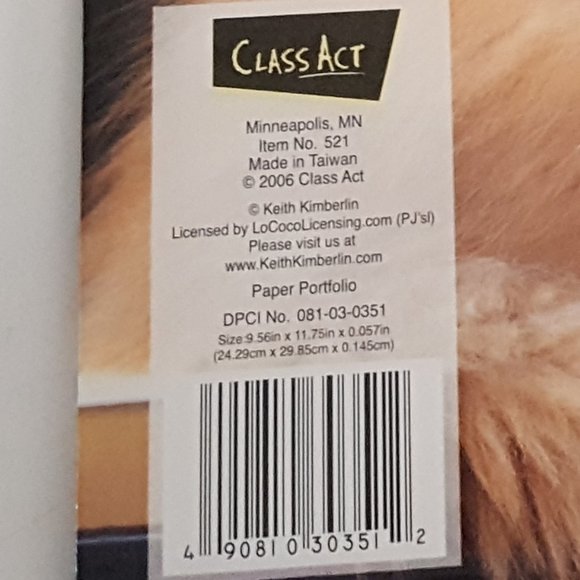 CLASS ACT
Minneapolis, MN
Item No. 521
Made in Taiwan
© 2006 Class Act
© Keith Kimberlin
Licensed by LoCocoLicensing.com (PJ'sl)
Please visit us at
www.KeithKimberlin.com
Paper Portfolio
DPCI No. 081-03-0351
Size:9.56in x 11.75in x 0.057in
(24.29cm x 29.85cm x 0.145cm)
4 90810 30351 2